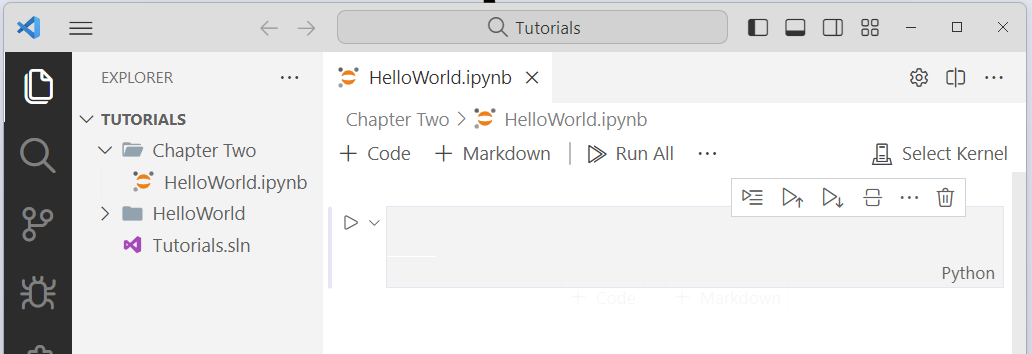 Tutorials
EXPLORER
HelloWorld.ipynb
TUTORIALS
Chapter Two
HelloWorld.ipynb
HelloWorld
Tutorials.sln
Chapter Two > HelloWorld.ipynb
+ Code + Markdown | Run All ... Select Kernel
Python
+ Code + Markdown